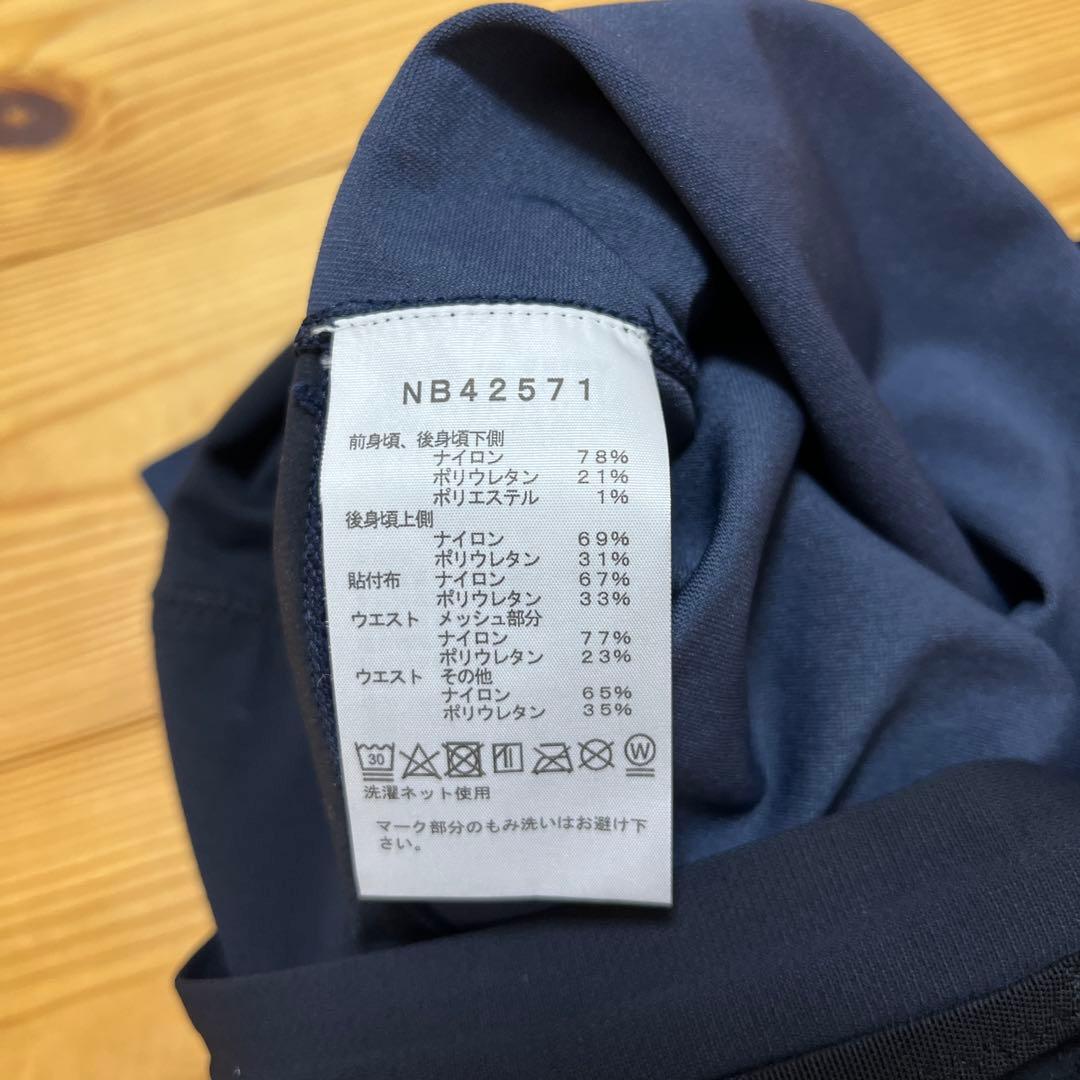 NB42571
前身頃、後身頃下側
ナイロン 78%
ポリウレタン 21%
ポリエステル 1%
後身頃上側
ナイロン 69%
ポリウレタン 31%
貼付布 ナイロン 67%
ポリウレタン 33%
ウエスト メッシュ部分
ナイロン 77%
ポリウレタン 23%
ウエスト その他
ナイロン 65%
ポリウレタン 35%
30 W
洗濯ネット使用
マーク部分のもみ洗いはお避け下
さい。